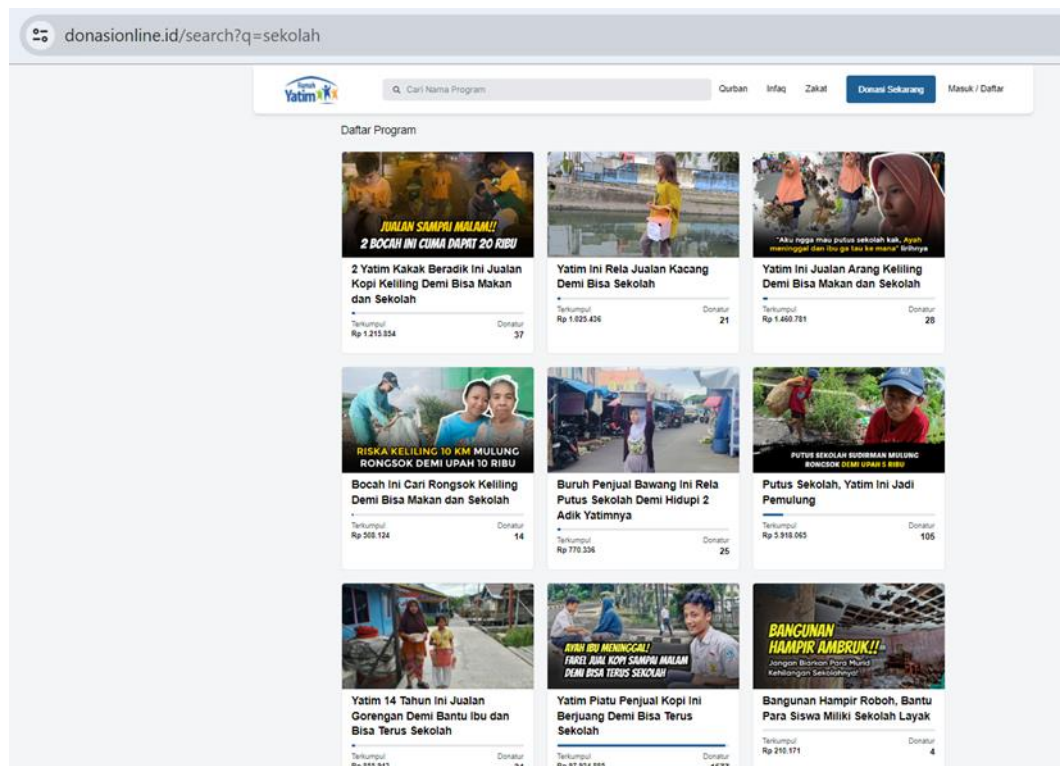 donasionline.id/search?q=sekolah
Rumah
Yatim
Cari Nama Program
Qurban
Infaq
Zakat
Donasi Sekarang
Masuk / Daftar
Daftar Program
JUALAN SAMPAI MALAM!!
2 BOCAH INI CUMA DAPAT 20 RIBU
2 Yatim Kakak Beradik Ini Jualan
Kopi Keliling Demi Bisa Makan
dan Sekolah
Terkumpul
Donatur
Rp 1.215.854
37
Yatim Ini Rela Jualan Kacang
Demi Bisa Sekolah
Terkumpul
Donatur
Rp 1.025.436
21
"Aku ngga mau putus sekolah kak, Ayah
meninggal dan ibu ga tau ke mana" lirihnya
Yatim Ini Jualan Arang Keliling
Demi Bisa Makan dan Sekolah
Terkumpul
Donatur
Rp 1.460.781
28
RISKA KELILING 10 KM MULUNG
RONGSOK DEMI UPAH 10 RIBU
Bocah Ini Cari Rongsok Keliling
Demi Bisa Makan dan Sekolah
Terkumpul
Donatur
Rp 508.124
14
Buruh Penjual Bawang Ini Rela
Putus Sekolah Demi Hidupi 2
Adik Yatimnya
Terkumpul
Donatur
Rp 770.336
25
PUTUS SEKOLAH SUDIRMAN MULUNG
RONGSOK DEMI UPAH 5 RIBU
Putus Sekolah, Yatim Ini Jadi
Pemulung
Terkumpul
Donatur
Rp 5.918.065
105
Yatim 14 Tahun Ini Jualan
Gorengan Demi Bantu Ibu dan
Bisa Terus Sekolah
Terkumpul
Donatur
AYAH IBU MENINGGAL!
FAREL JUAL KOPI SAMPAI MALAM
DEMI BISA TERUS SEKOLAH
Yatim Piatu Penjual Kopi Ini
Berjuang Demi Bisa Terus
Sekolah
Terkumpul
Donatur
BANGUNAN
HAMPIR AMBRUK!!
Jangan Biarkan Para Murid
Kehilangan Sekolahnya!
Bangunan Hampir Roboh, Bantu
Para Siswa Miliki Sekolah Layak
Terkumpul
Donatur
Rp 210.171
4